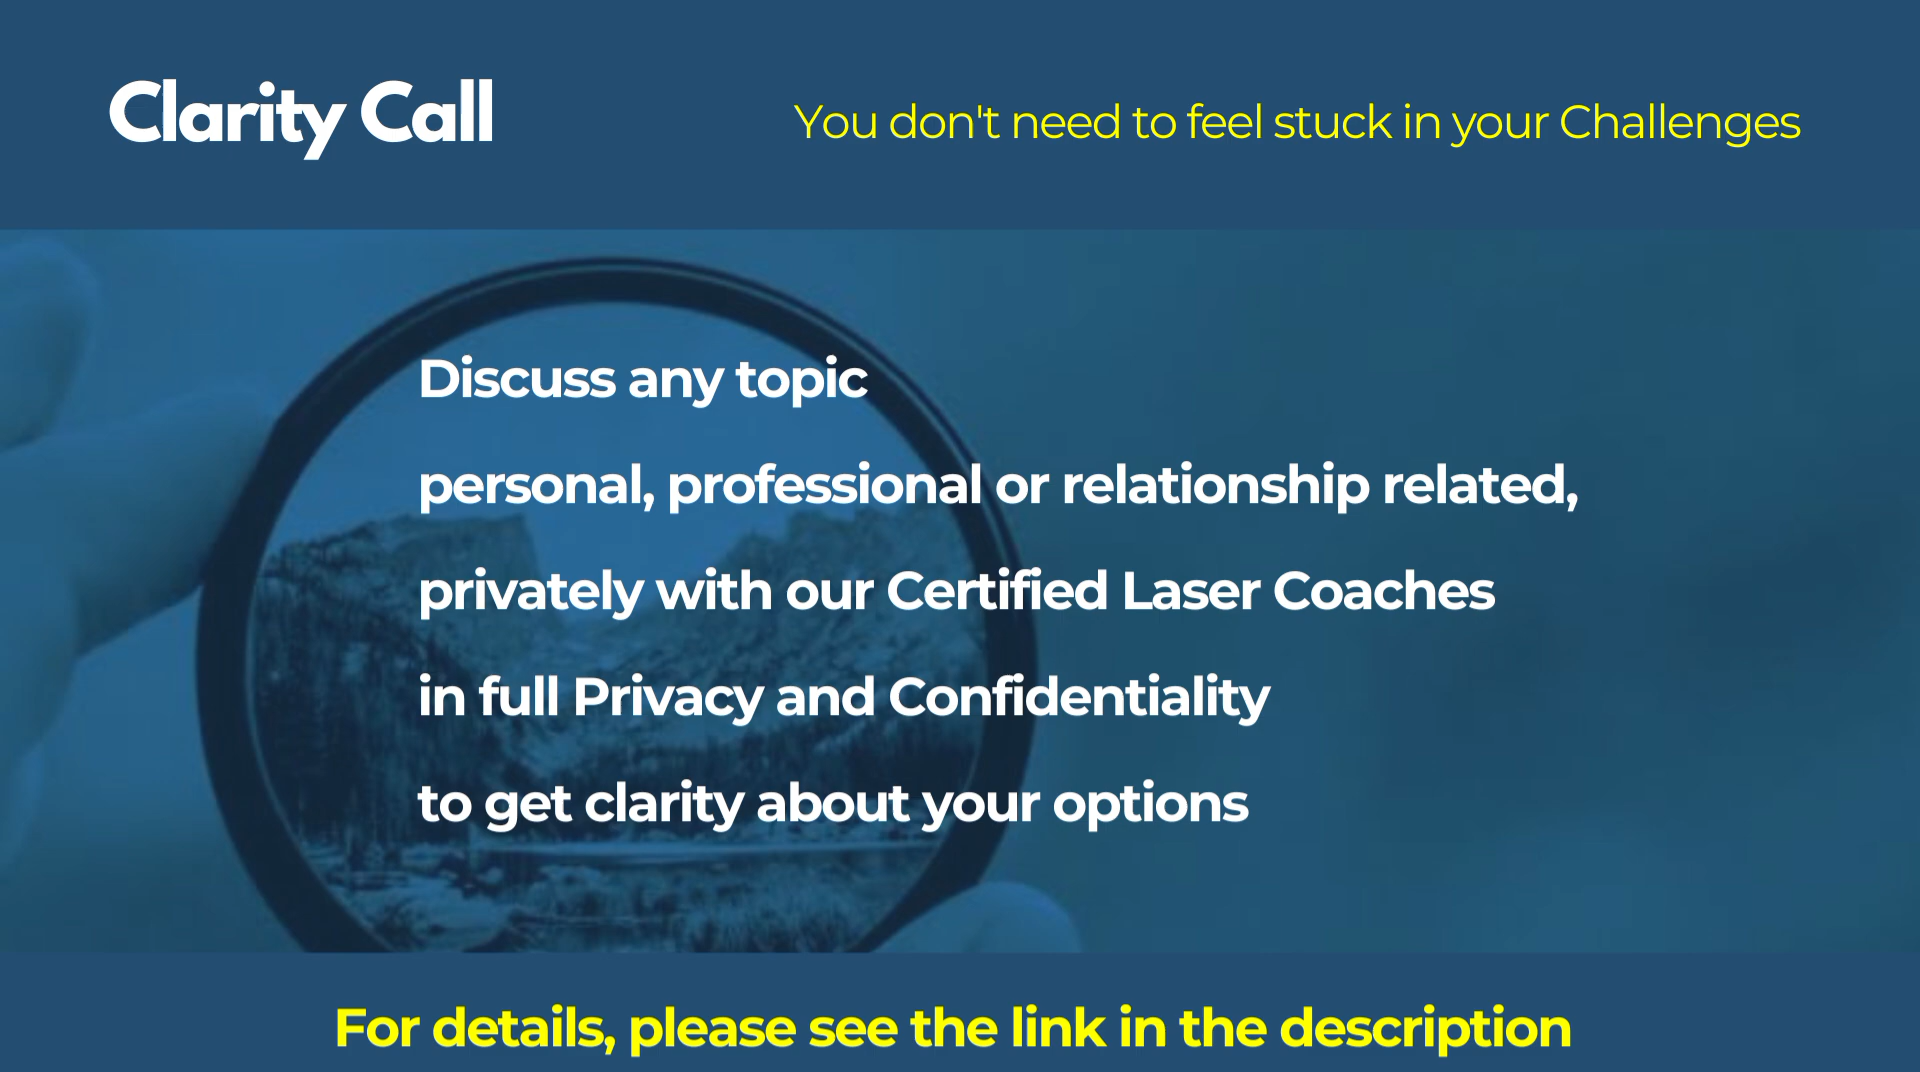 Clarity Call
You don't need to feel stuck in your Challenges
Discuss any topic
personal, professional or relationship related,
privately with our Certified Laser Coaches
in full Privacy and Confidentiality
to get clarity about your options
For details, please see the link in the description